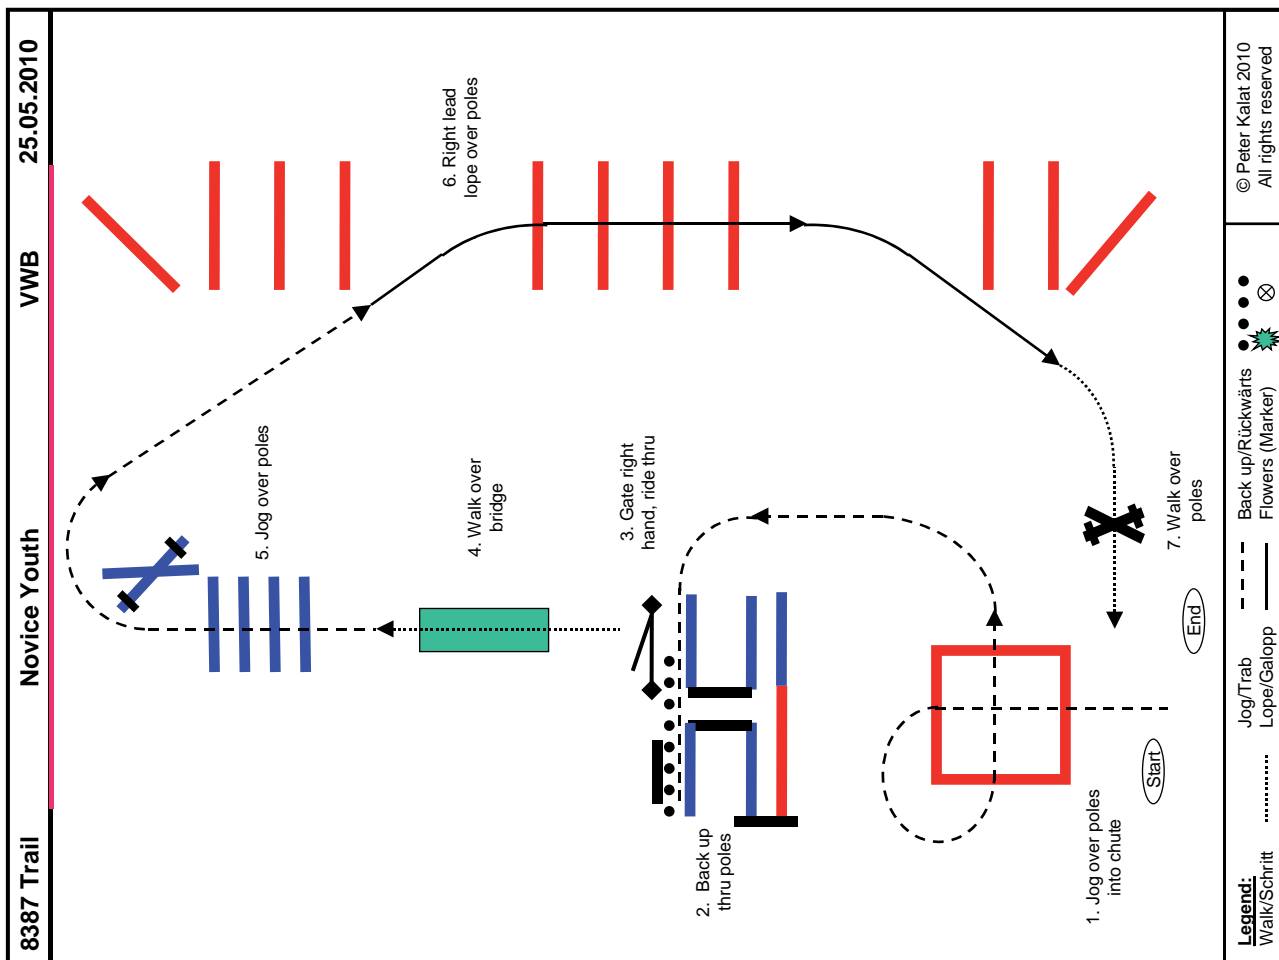 8387 Trail Novice Youth VWB 25.05.2010
6. Right lead
lope over poles
5. Jog over poles
4. Walk over
bridge
3. Gate right
hand, ride thru
2. Back up
thru poles
1. Jog over poles
into chute
7. Walk over
poles
Start
End
Legend:
Walk/Schritt
Jog/Trab
Lope/Galopp
Back up/Rückwärts
Flowers (Marker)
© Peter Kalat 2010
All rights reserved